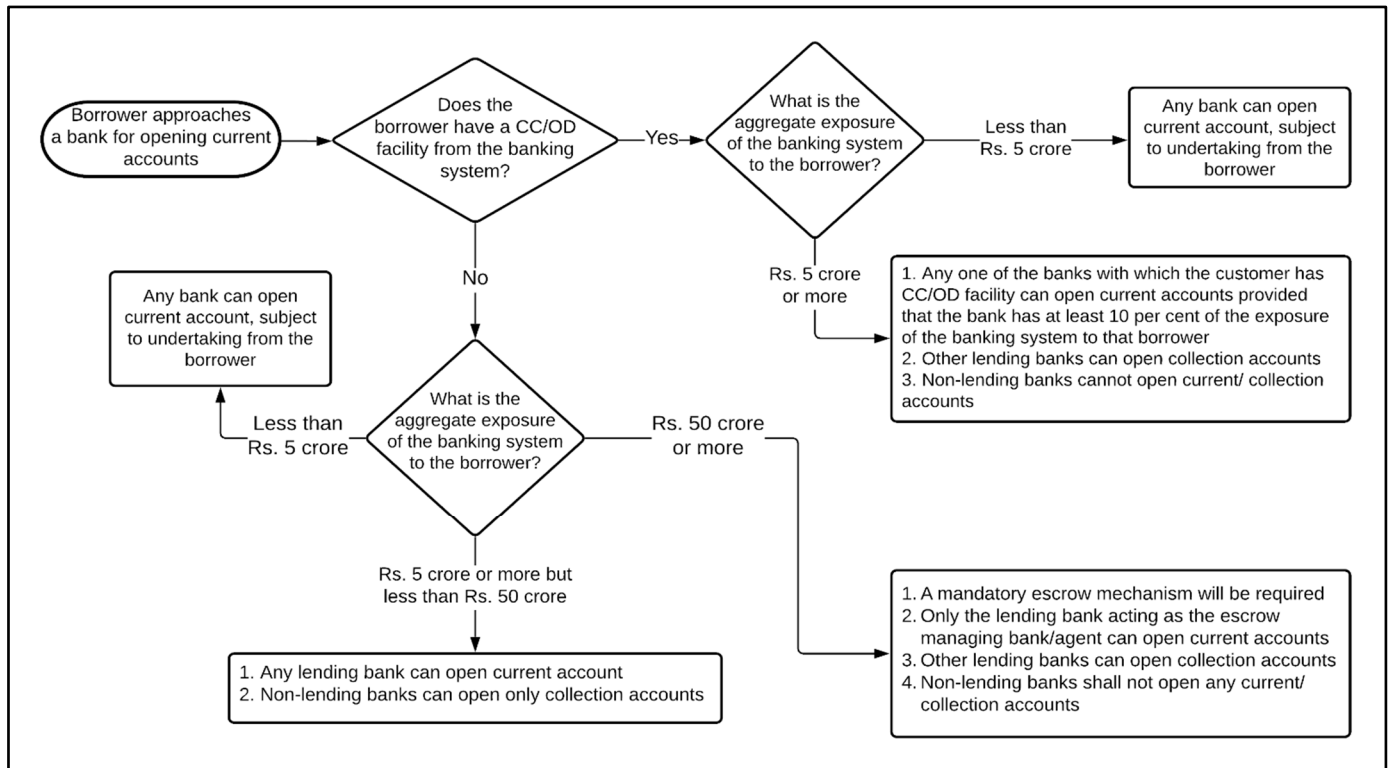 Borrower approaches
a bank for opening current
accounts
Does the
borrower have a CC/OD
facility from the banking
system?
Yes
What is the
aggregate exposure
of the banking system
to the borrower?
Less than
Rs. 5 crore
Any bank can open
current account, subject
to undertaking from the
borrower
No
Rs. 5 crore
or more
1. Any one of the banks with which the customer has
CC/OD facility can open current accounts provided
that the bank has at least 10 per cent of the exposure
of the banking system to that borrower
2. Other lending banks can open collection accounts
3. Non-lending banks cannot open current/ collection
accounts
Any bank can open
current account, subject
to undertaking from the
borrower
Less than
Rs. 5 crore
What is the
aggregate exposure
of the banking system
to the borrower?
Rs. 50 crore
or more
Rs. 5 crore or more but
less than Rs. 50 crore
1. Any lending bank can open current account
2. Non-lending banks can open only collection accounts
1. A mandatory escrow mechanism will be required
2. Only the lending bank acting as the escrow
managing bank/agent can open current accounts
3. Other lending banks can open collection accounts
4. Non-lending banks shall not open any current/
collection accounts